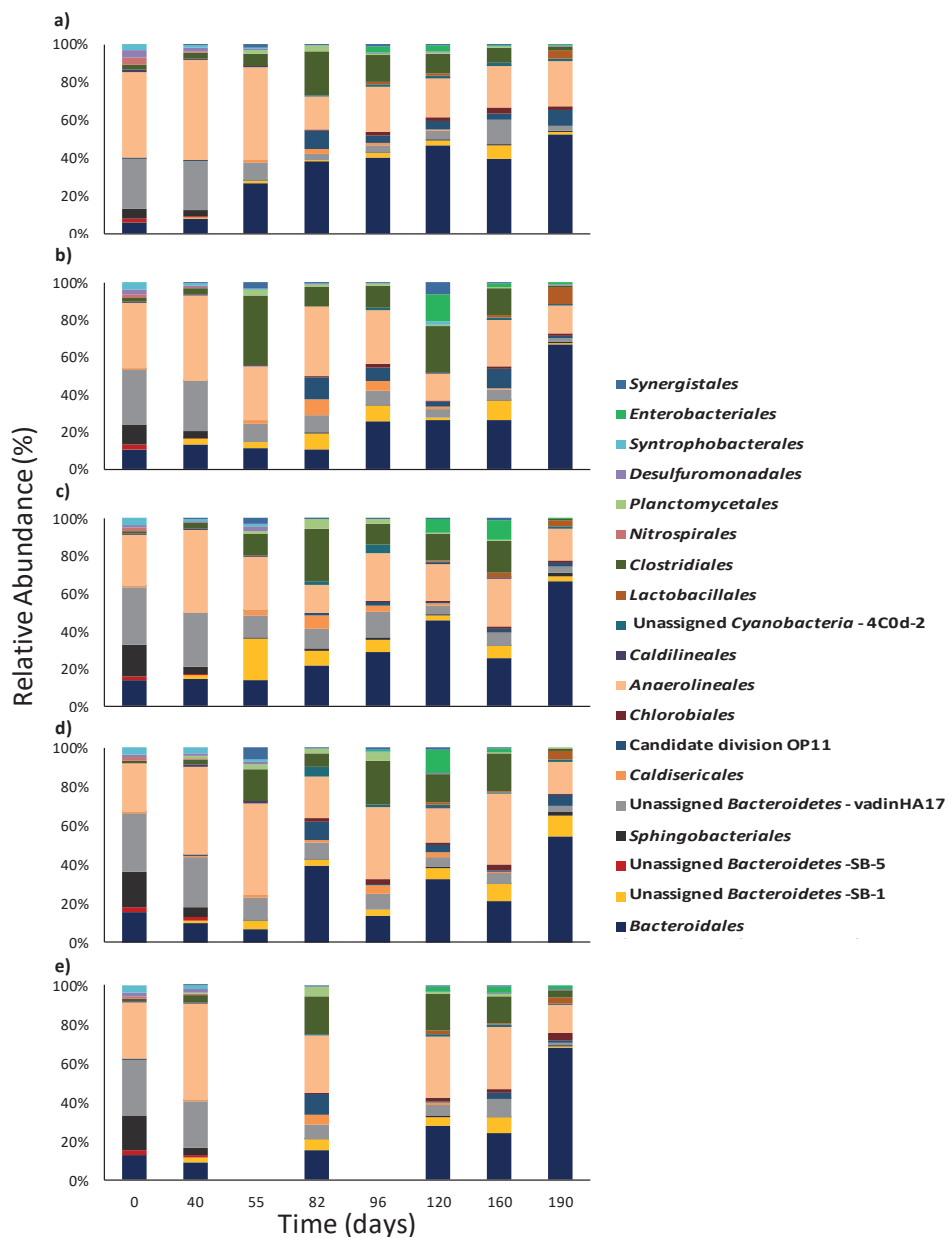 a)
100%
80%
60%
40%
20%
0%
b)
100%
80%
60%
40%
20%
0%
c)
100%
80%
60%
40%
20%
0%
d)
100%
80%
60%
40%
20%
0%
e)
100%
80%
60%
40%
20%
0%
Relative Abundance (%)
0 40 55 82 96 120 160 190
Time (days)
Synergistales
Enterobacteriales
Syntrophobacterales
Desulfuromonadales
Planctomycetales
Nitrospirales
Clostridiales
Lactobacillales
Unassigned Cyanobacteria - 4C0d-2
Caldilineales
Anaerolineales
Chlorobiales
Candidate division OP11
Caldisericales
Unassigned Bacteroidetes - vadinHA17
Sphingobacteriales
Unassigned Bacteroidetes -SB-5
Unassigned Bacteroidetes -SB-1
Bacteroidales